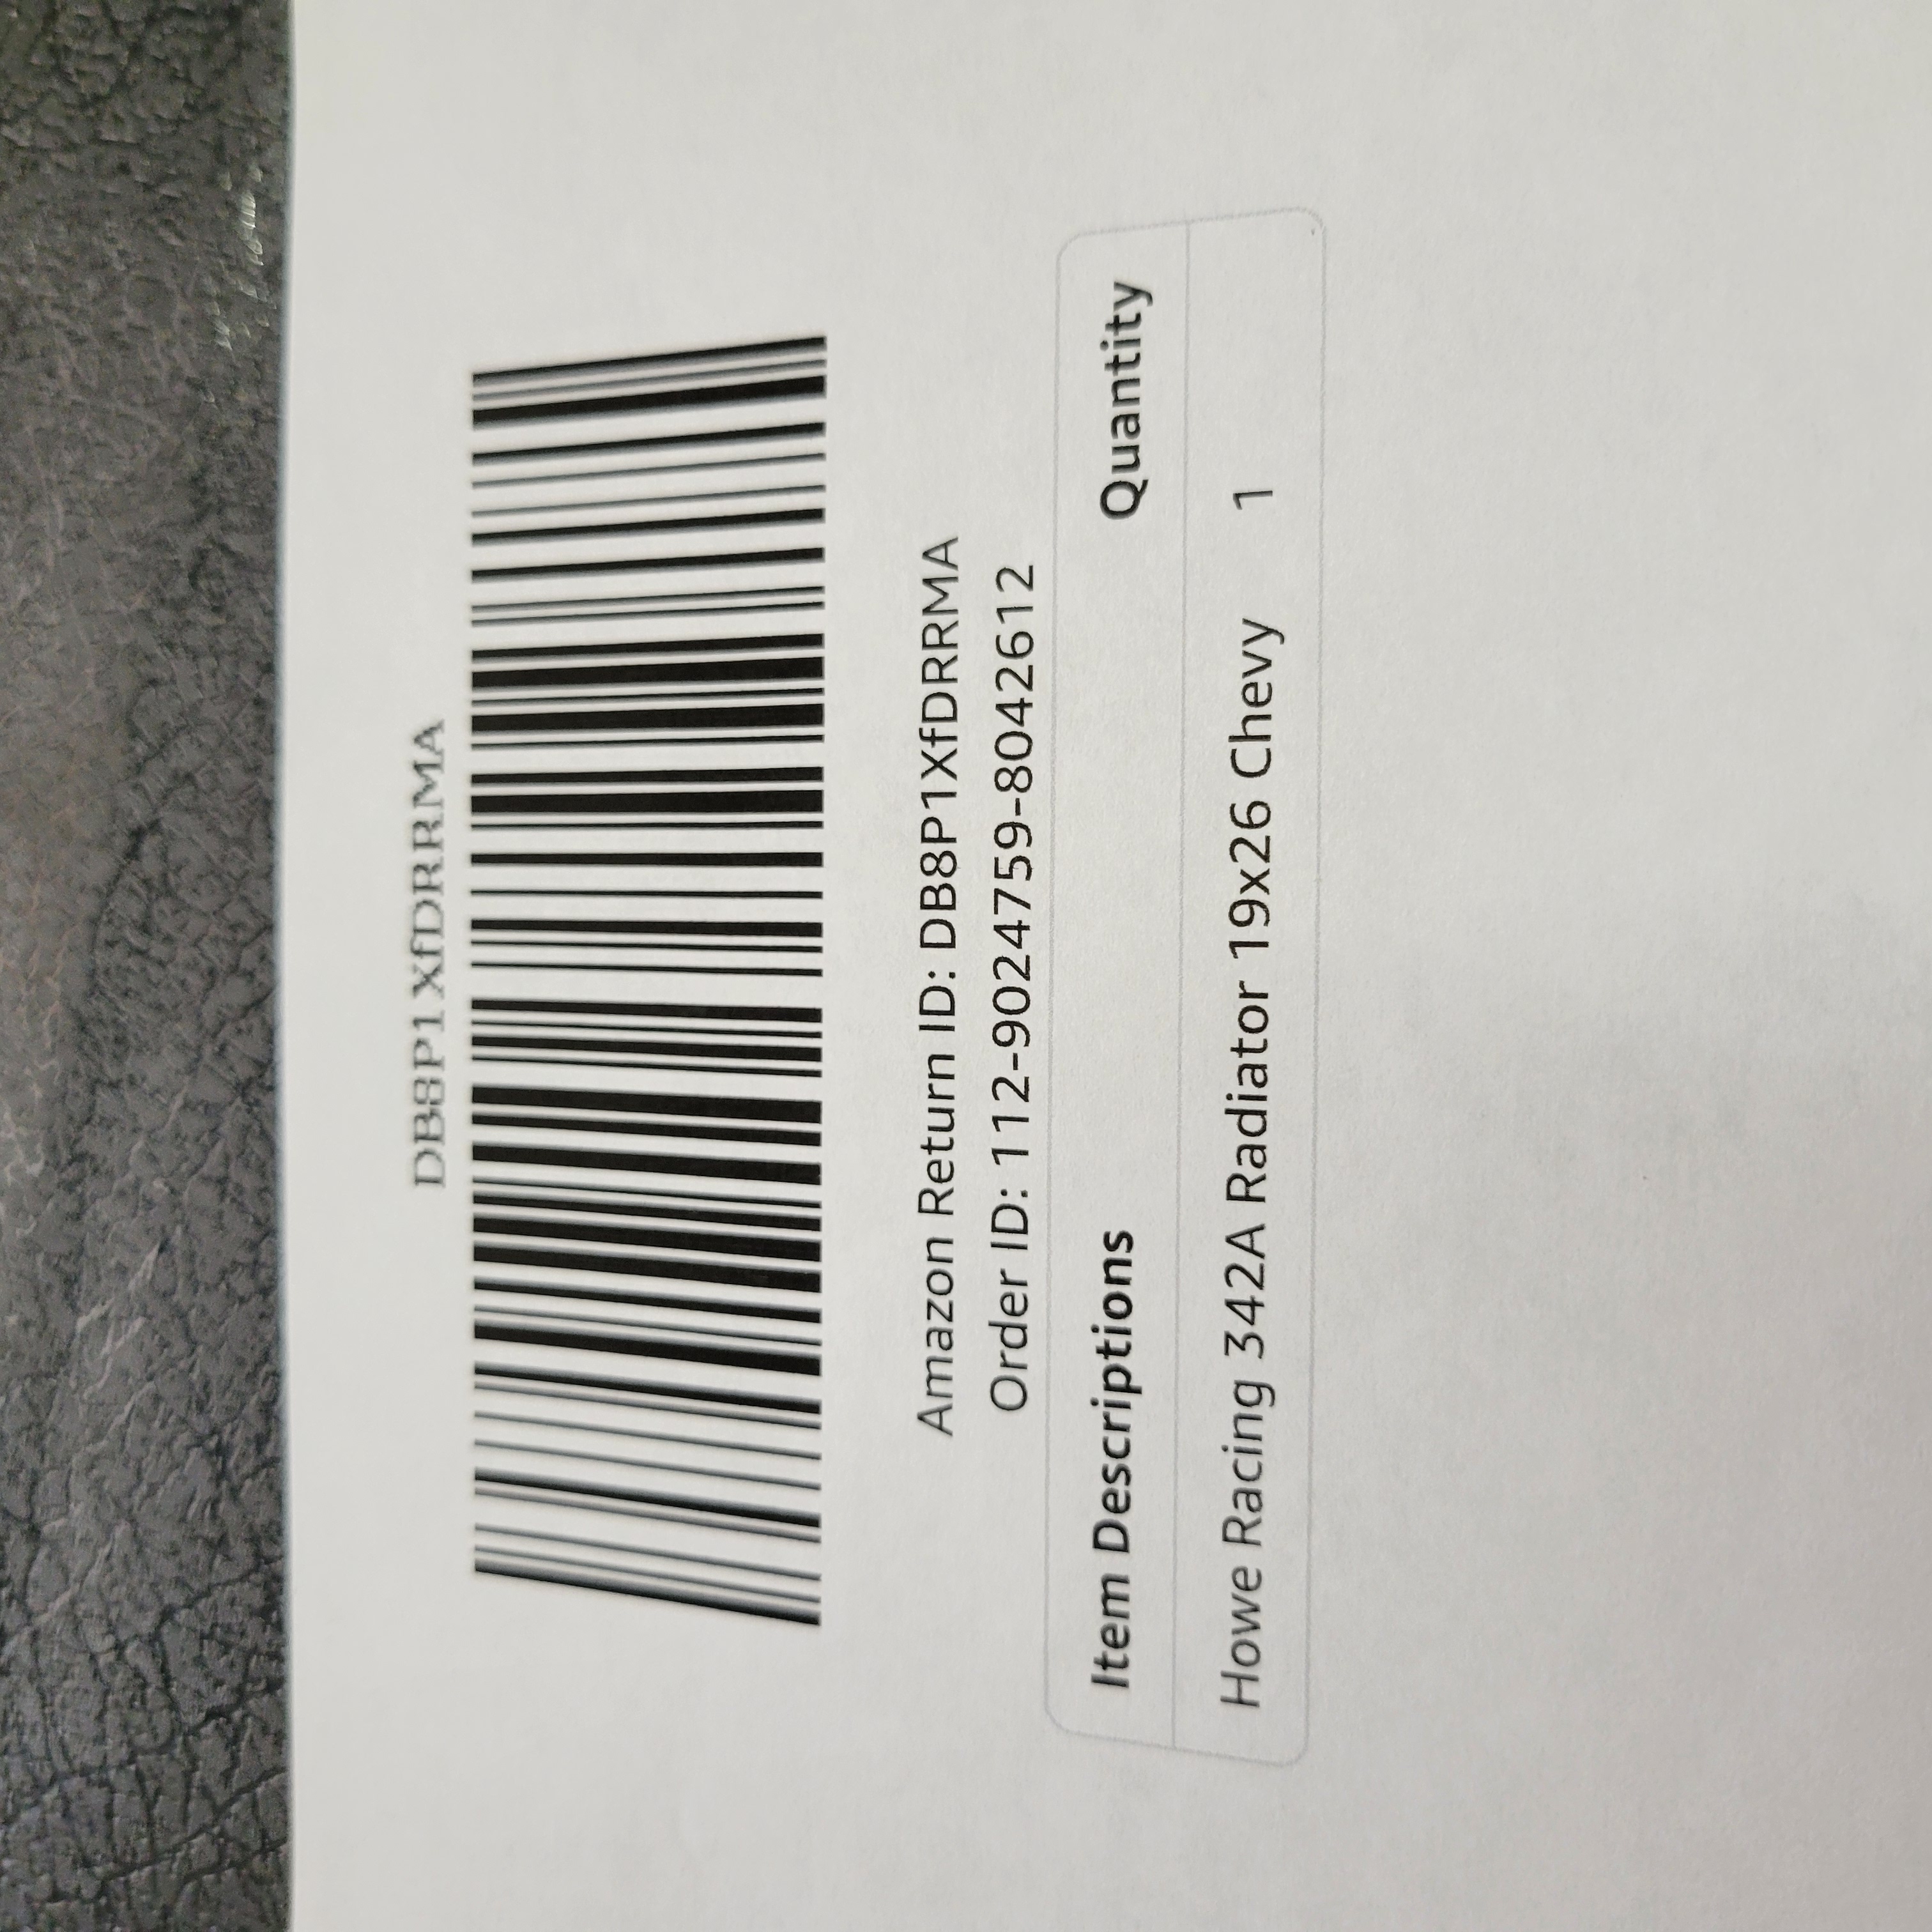 DB8P1XfDRRMA
Amazon Return ID: DB8P1XfDRRMA
Order ID: 112-9024759-8042612
Item Descriptions Quantity
Howe Racing 342A Radiator 19x26 Chevy 1